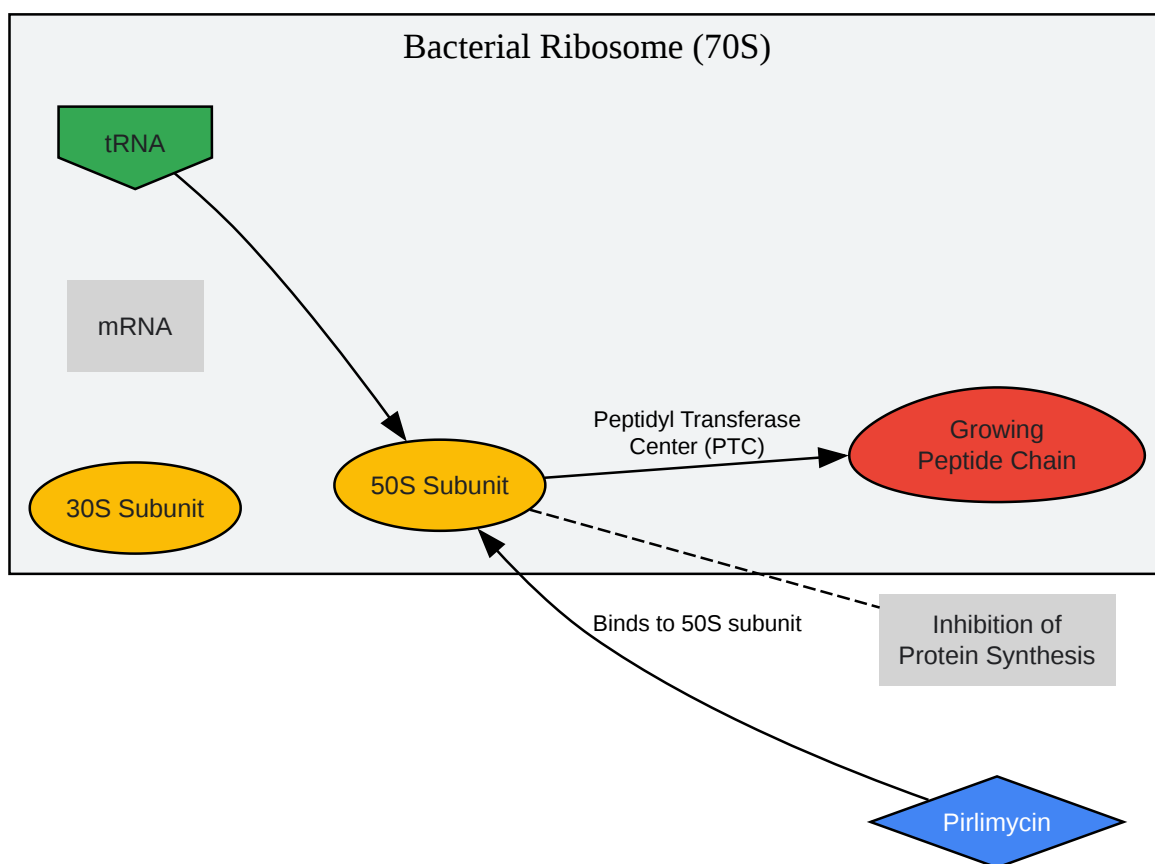 Bacterial Ribosome (70S)
tRNA
mRNA
30S Subunit
50S Subunit
Peptidyl Transferase
Center (PTC)
Growing
Peptide Chain
Binds to 50S subunit
Inhibition of
Protein Synthesis
Pirlimycin